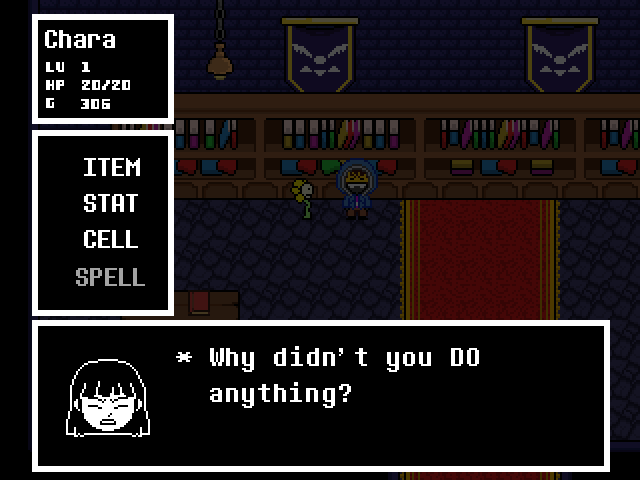 Chara
LV 1
HP 20/20
G 306
ITEM
STAT
CELL
SPELL
* Why didn't you DO
anything?